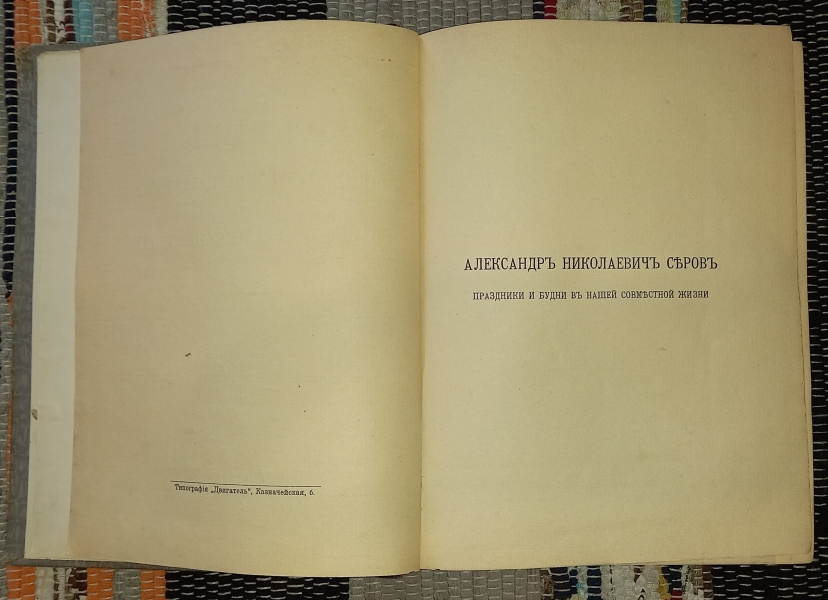 Типографія „Двигатель“, Казначейская, 6.
АЛЕКСАНДРЪ НИКОЛАЕВИЧЪ СѢРОВЪ
ПРАЗДНИКИ И БУДНИ ВЪ НАШЕЙ СОВМѢСТНОЙ ЖИЗНИ